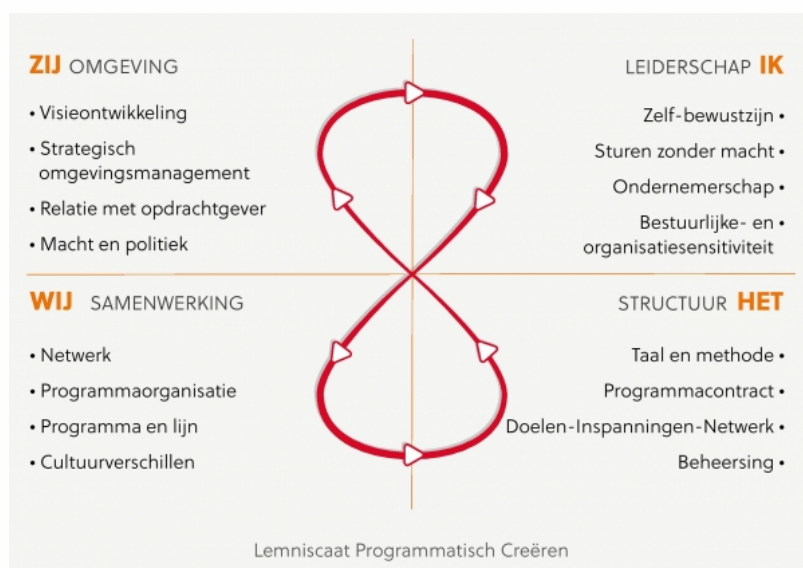 ZIJ OMGEVING
• Visieontwikkeling
• Strategisch
omgevingsmanagement
• Relatie met opdrachtgever
• Macht en politiek
LEIDERSCHAP IK
Zelf-bewustzijn •
Sturen zonder macht •
Ondernemerschap •
Bestuurlijke- en •
organisatiesensitiviteit
WIJ SAMENWERKING
• Netwerk
• Programmaorganisatie
• Programma en lijn
• Cultuurverschillen
STRUCTUUR HET
Taal en methode •
Programmacontract •
Doelen-Inspanningen-Netwerk •
Beheersing •
Lemniscaat Programmatisch Creëren